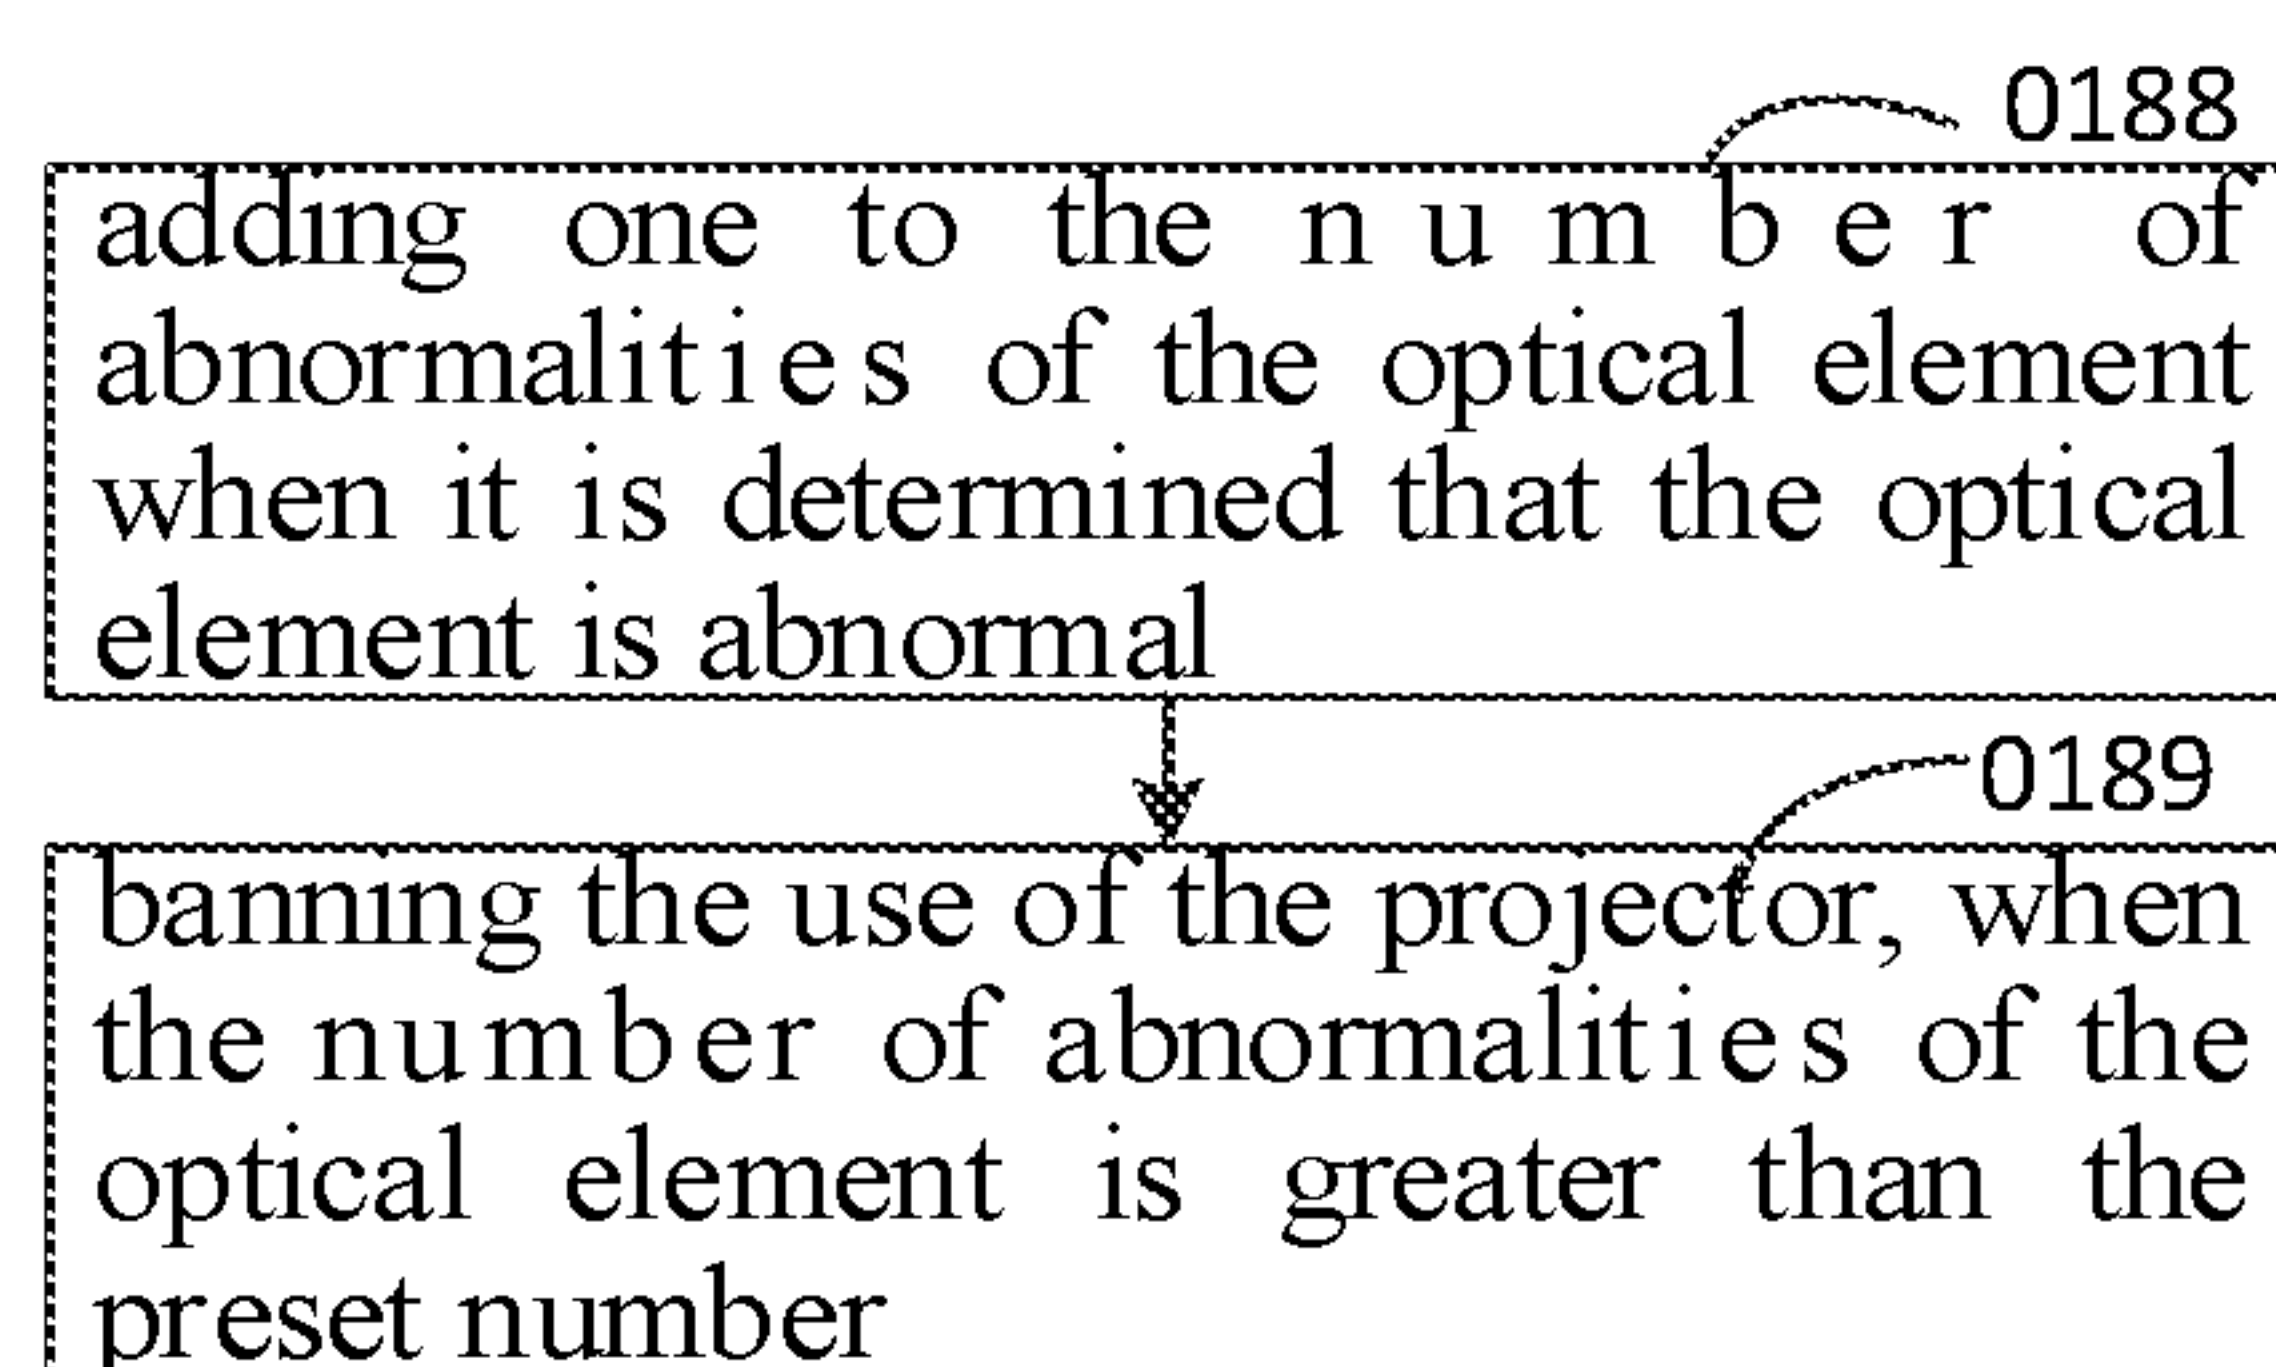 0188
adding one to the number of
abnormalities of the optical element
when it is determined that the optical
element is abnormal
0189
banning the use of the projector, when
the number of abnormalities of the
optical element is greater than the
preset number